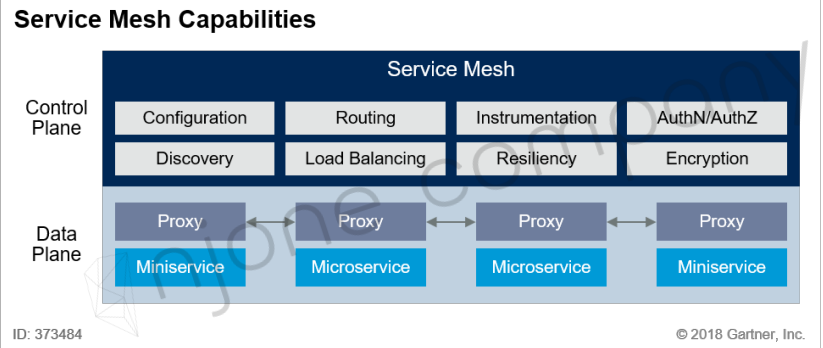 Service Mesh Capabilities
Service Mesh
Control
Plane
Configuration Routing Instrumentation AuthN/AuthZ
Discovery Load Balancing Resiliency Encryption
Data
Plane
Proxy Proxy Proxy Proxy
Miniservice Microservice Microservice Miniservice
njone company
ID: 373484 © 2018 Gartner, Inc.